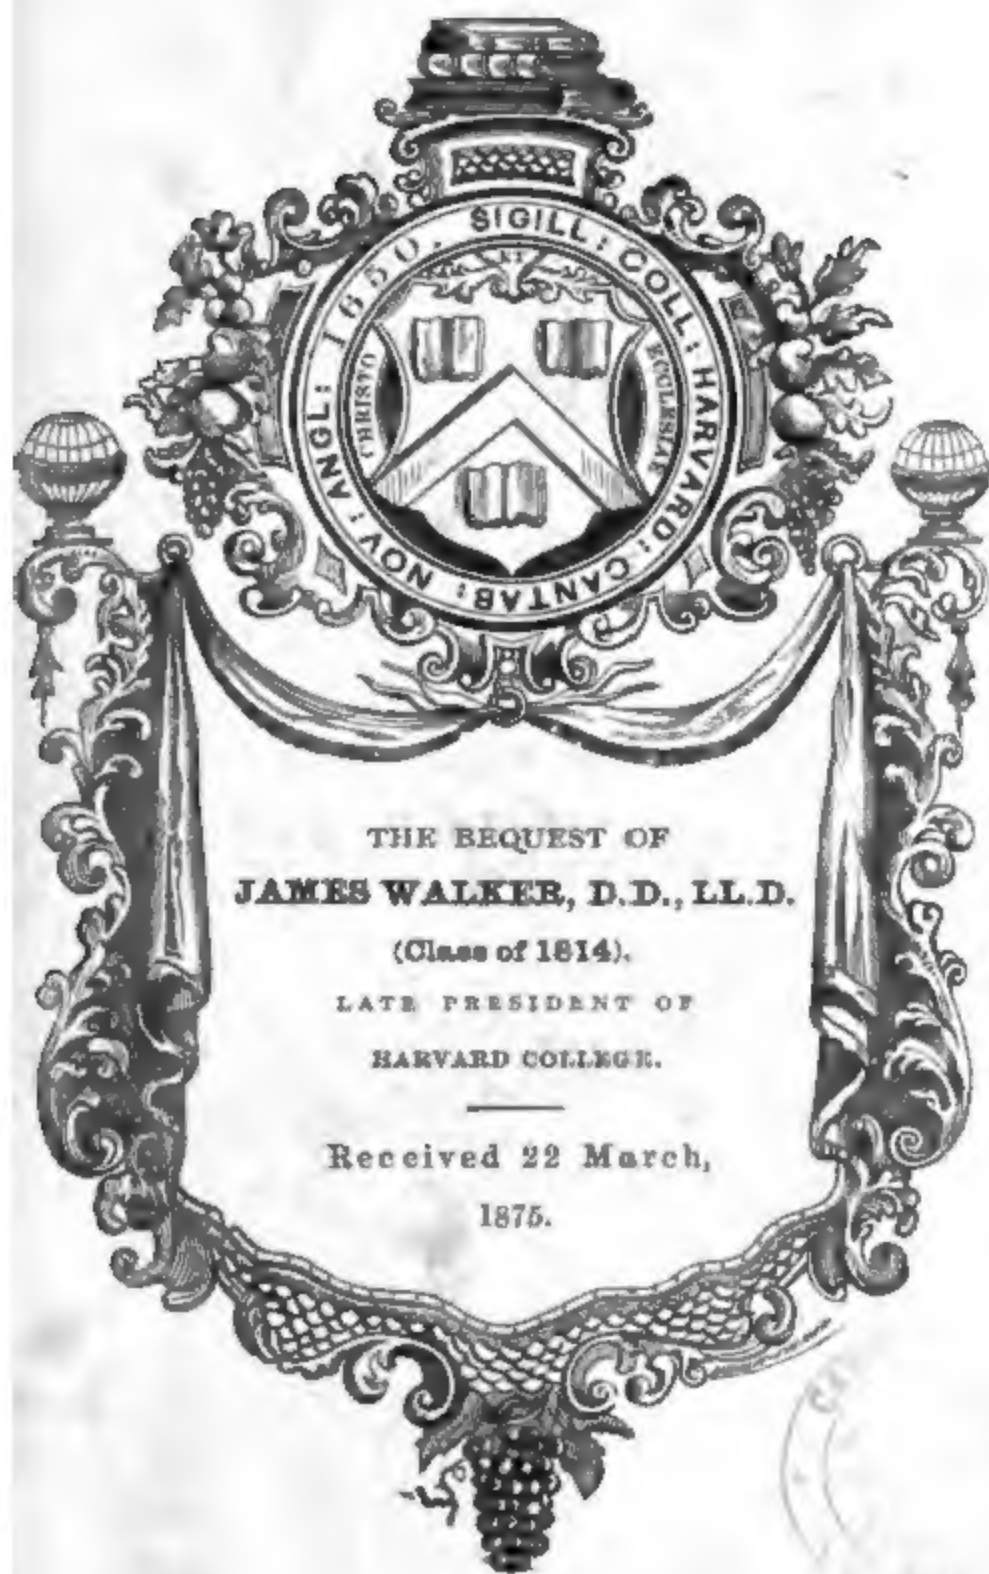 SIGILL: COLL: HARVARD: CANTAB: NOV: ANGL: 1650.
CHRISTO
ET
ECCLESIAE
THE BEQUEST OF
JAMES WALKER, D.D., LL.D.
(Class of 1814).
LATE PRESIDENT OF
HARVARD COLLEGE.
Received 22 March,
1875.